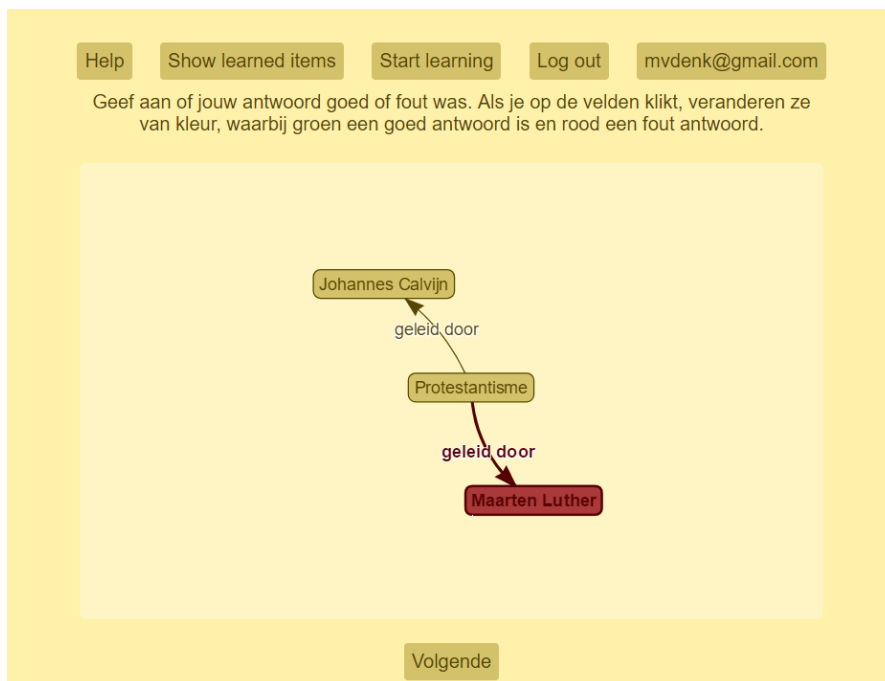 Help
Show learned items
Start learning
Log out
mvdenk@gmail.com
Geef aan of jouw antwoord goed of fout was. Als je op de velden klikt, veranderen ze
van kleur, waarbij groen een goed antwoord is en rood een fout antwoord.
Johannes Calvijn
geleid door
Protestantisme
geleid door
Maarten Luther
Volgende